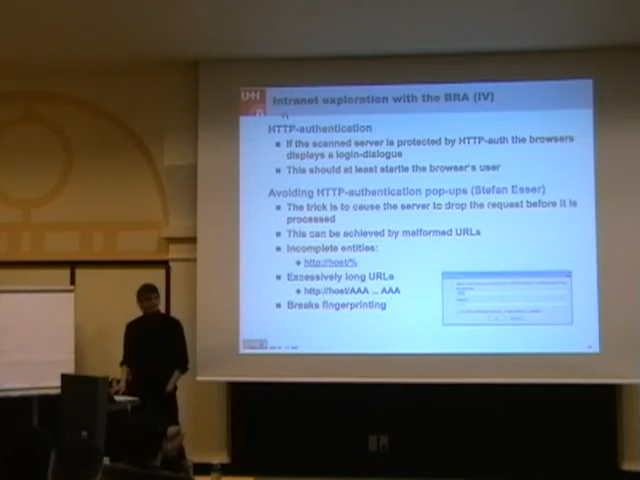 UHH
Intranet exploration with the BRA (IV)
HTTP-authentication
If the scanned server is protected by HTTP-auth the browsers
displays a login-dialogue
This should at least startle the browser's user
Avoiding HTTP-authentication pop-ups (Stefan Esser)
The trick is to cause the server to drop the request before it is
processed
This can be achieved by malformed URLs
Incomplete entities:
http://host/%
Excessively long URLs
http://host/AAA ... AAA
Breaks fingerprinting